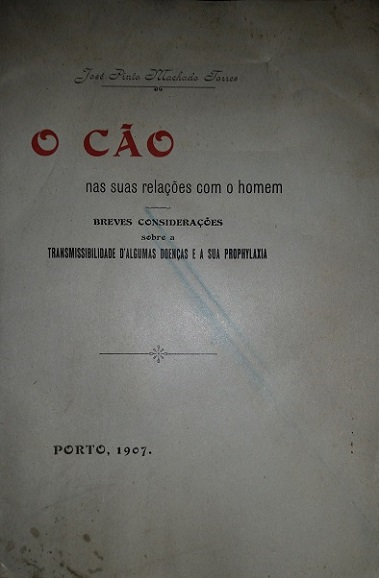 José Pinto Machado Torres
O CÃO
nas suas relações com o homem
BREVES CONSIDERAÇÕES
sobre a
TRANSMISSIBILIDADE D'ALGUMAS DOENÇAS E A SUA PROPHYLAXIA
PORTO, 1907.